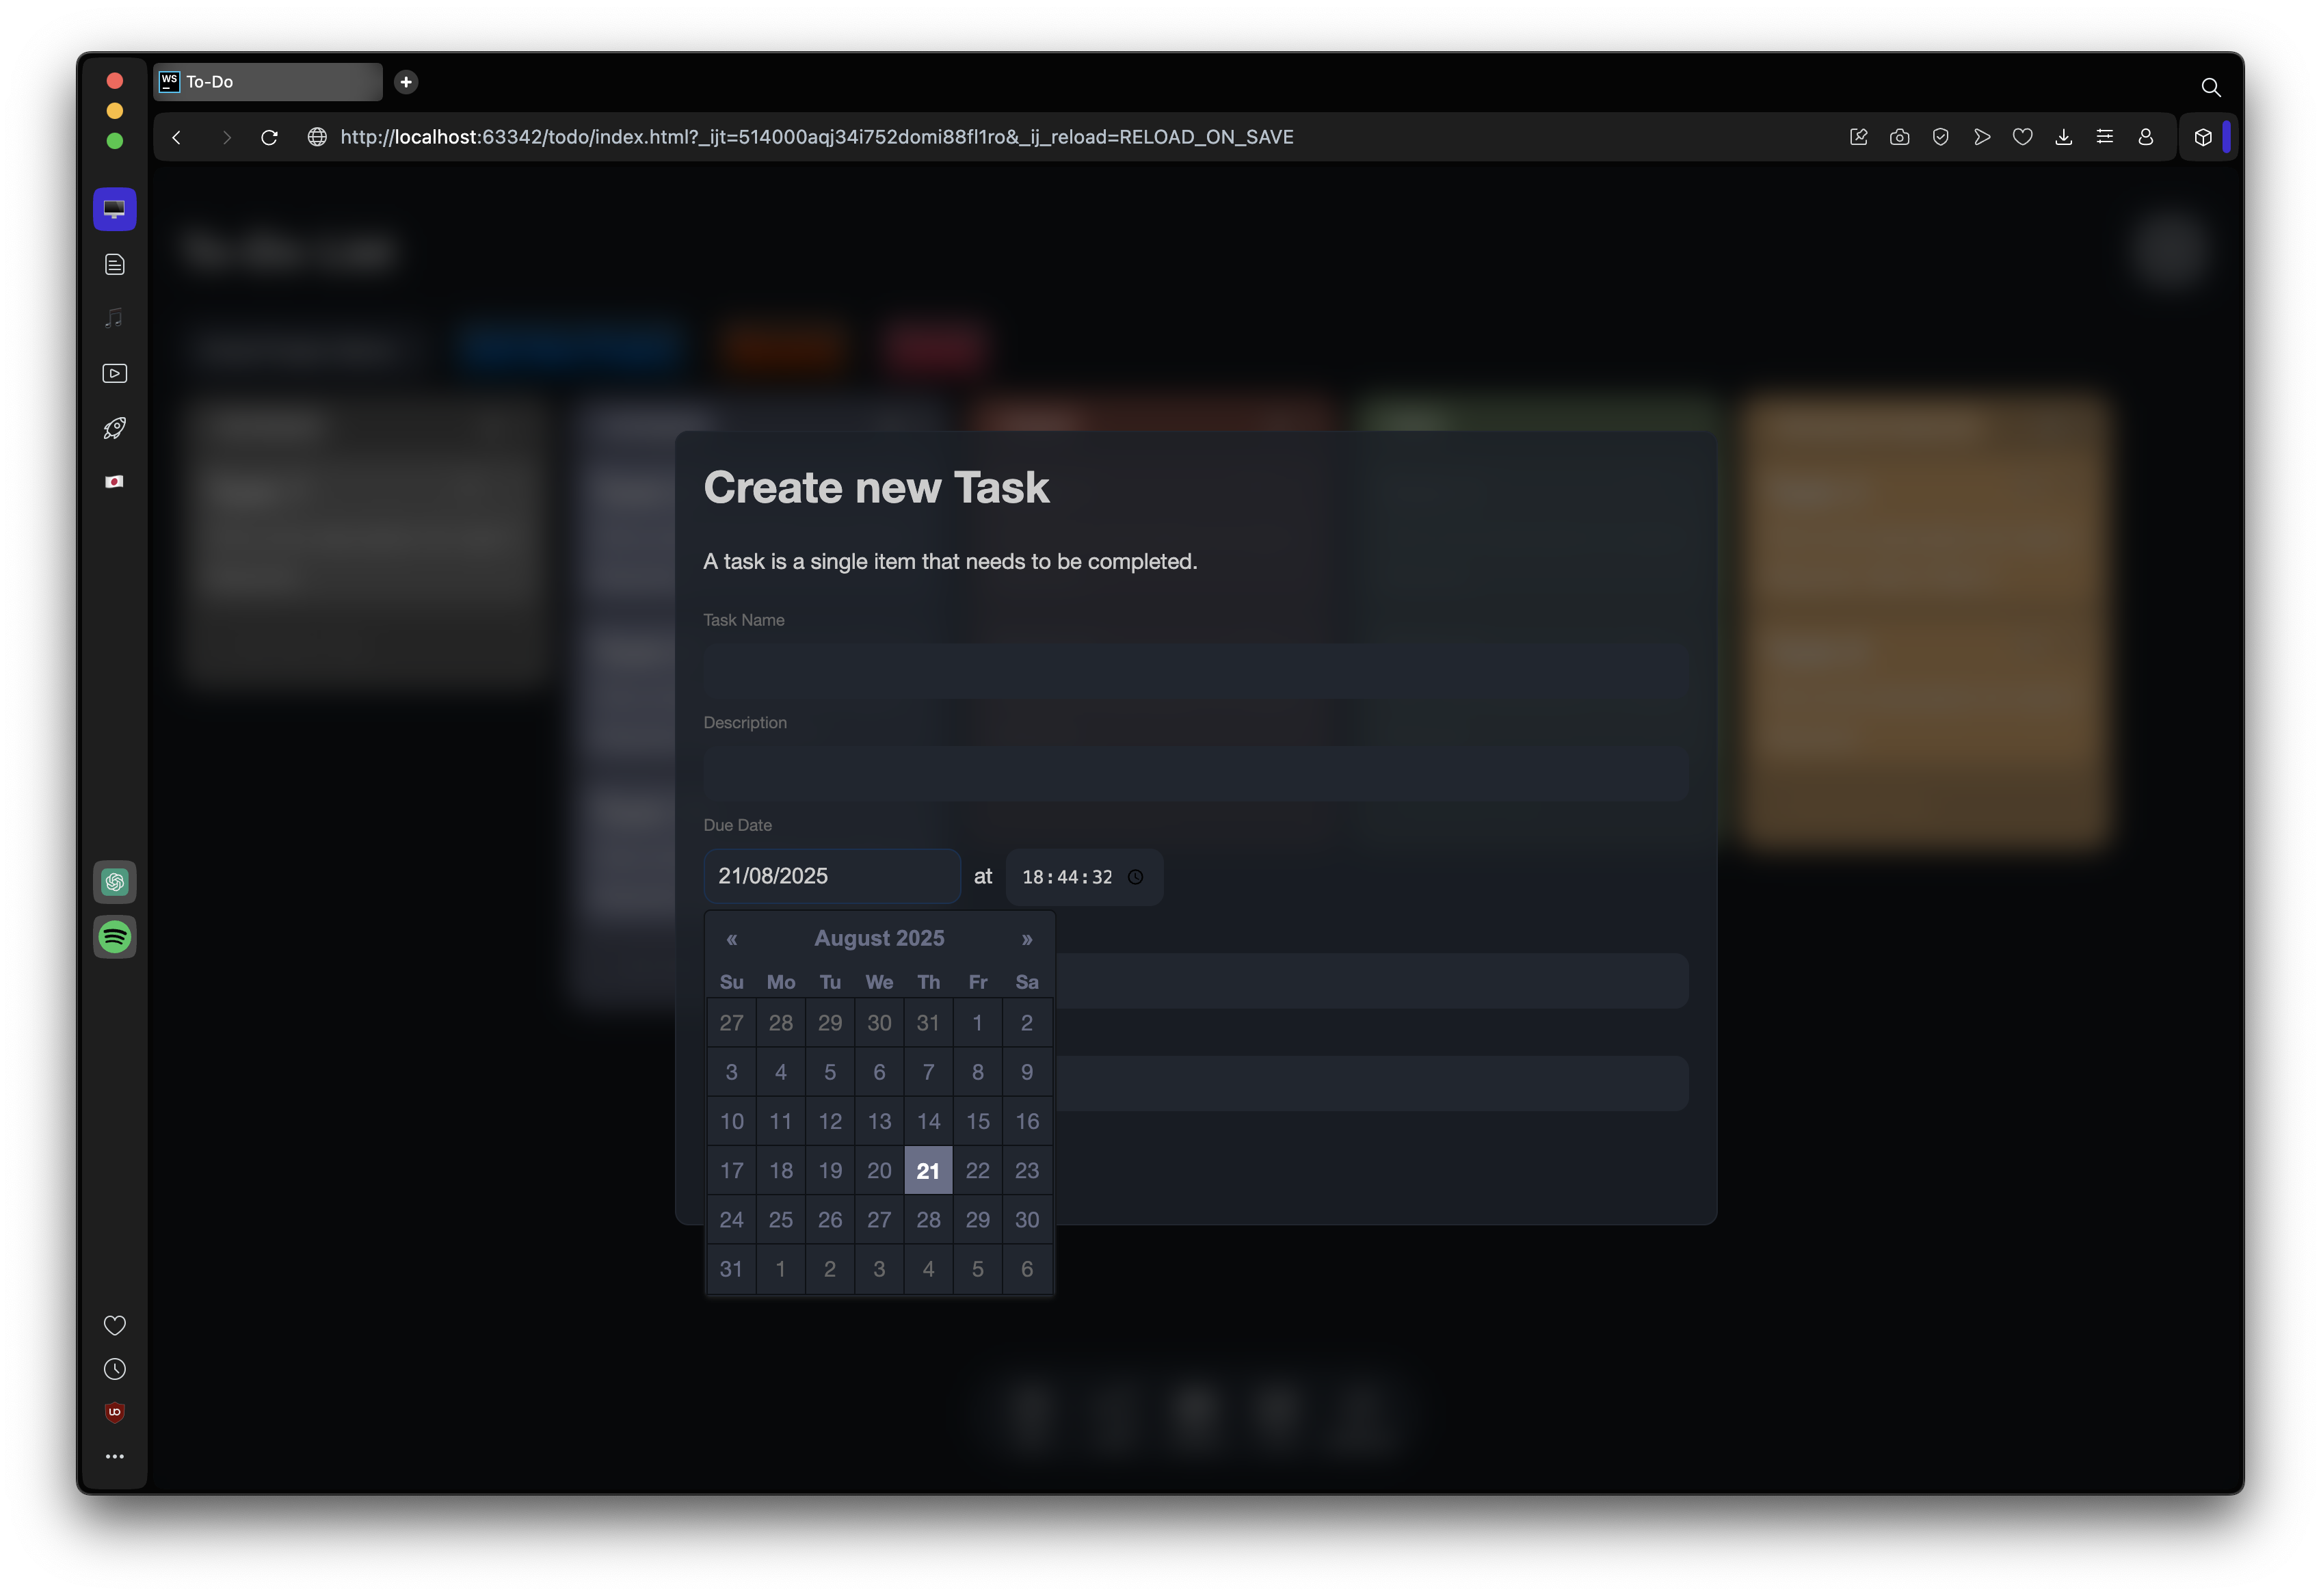 WS To-Do
http://localhost:63342/todo/index.html?_ijt=514000aqj34i752domi88fl1ro&_ij_reload=RELOAD_ON_SAVE
Create new Task
A task is a single item that needs to be completed.
Task Name
Description
Due Date
21/08/2025 at 18:44:32
« August 2025 »
Su Mo Tu We Th Fr Sa
27 28 29 30 31 1 2
3 4 5 6 7 8 9
10 11 12 13 14 15 16
17 18 19 20 21 22 23
24 25 26 27 28 29 30
31 1 2 3 4 5 6